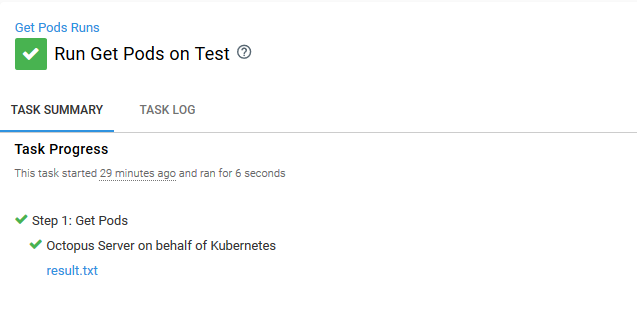 Get Pods Runs
Run Get Pods on Test ?
TASK SUMMARY TASK LOG
Task Progress
This task started 29 minutes ago and ran for 6 seconds
Step 1: Get Pods
Octopus Server on behalf of Kubernetes
result.txt